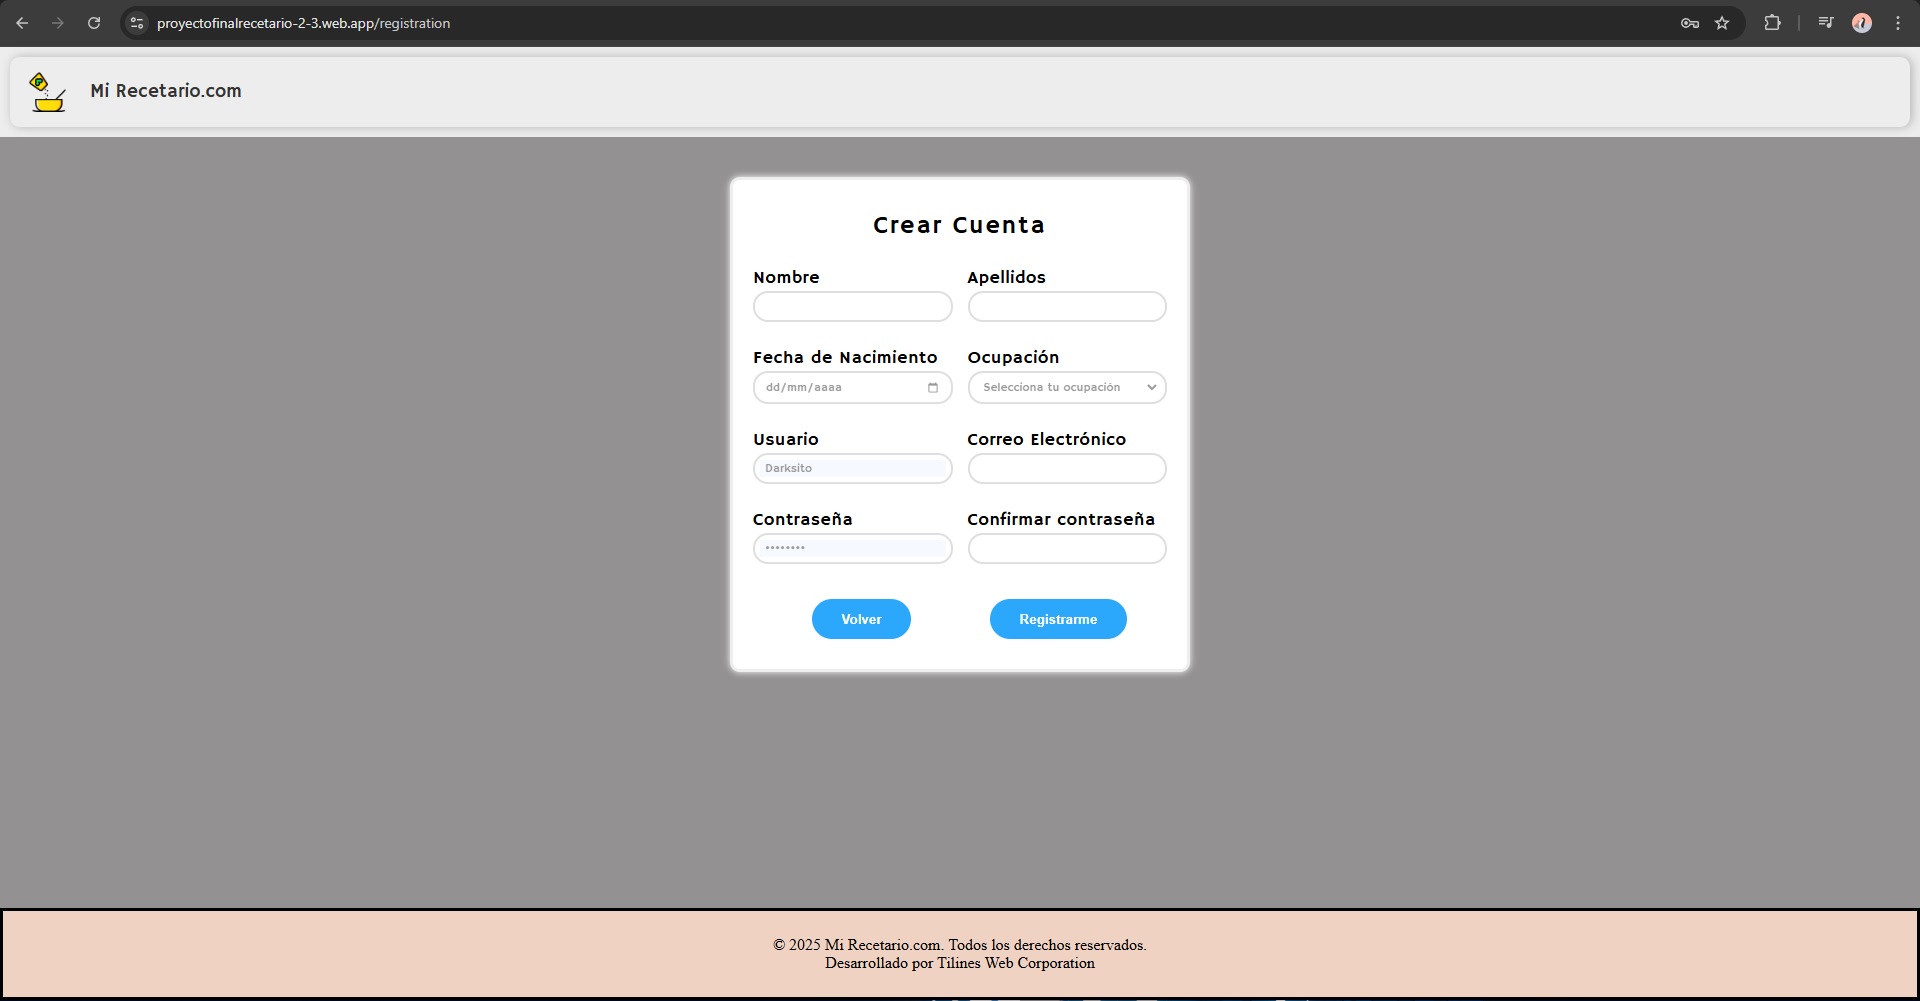 proyectofinalrecetario-2-3.web.app/registration
Mi Recetario.com
Crear Cuenta
Nombre Apellidos
Fecha de Nacimiento Ocupación
dd/mm/aaaa Selecciona tu ocupación
Usuario Correo Electrónico
Darksito
Contraseña Confirmar contraseña
••••••••
Volver Registrarme
© 2025 Mi Recetario.com. Todos los derechos reservados.
Desarrollado por Tilines Web Corporation